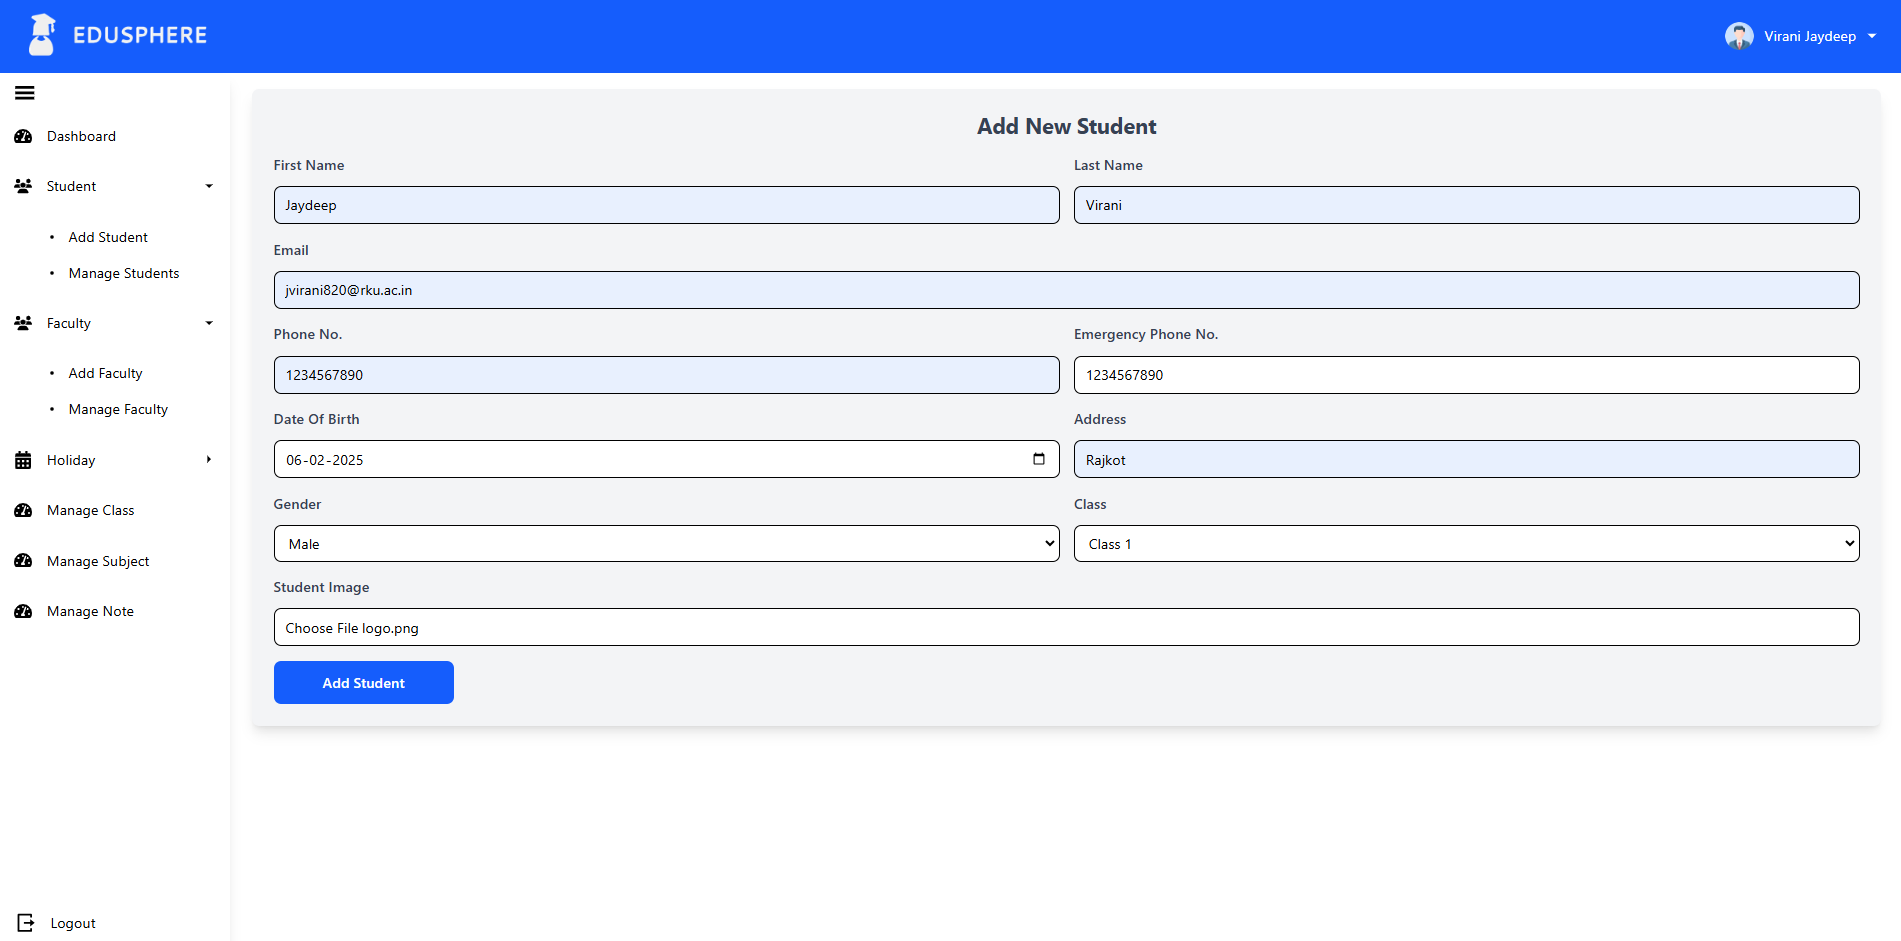 EDUSPHERE
Virani Jaydeep
Dashboard
Student
• Add Student
• Manage Students
Faculty
• Add Faculty
• Manage Faculty
Holiday
Manage Class
Manage Subject
Manage Note
Logout
Add New Student
First Name Last Name
Jaydeep Virani
Email
jvirani820@rku.ac.in
Phone No. Emergency Phone No.
1234567890 1234567890
Date Of Birth Address
06-02-2025 Rajkot
Gender Class
Male Class 1
Student Image
Choose File logo.png
Add Student